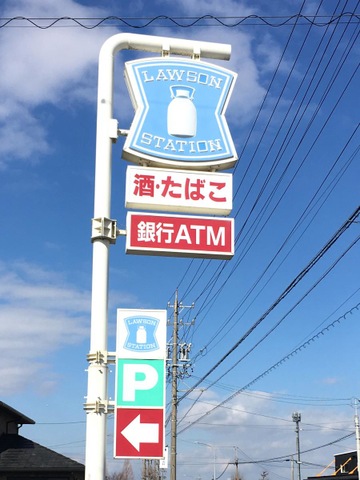 LAWSON
STATION
酒・たばこ
銀行ATM
LAWSON
STATION
P